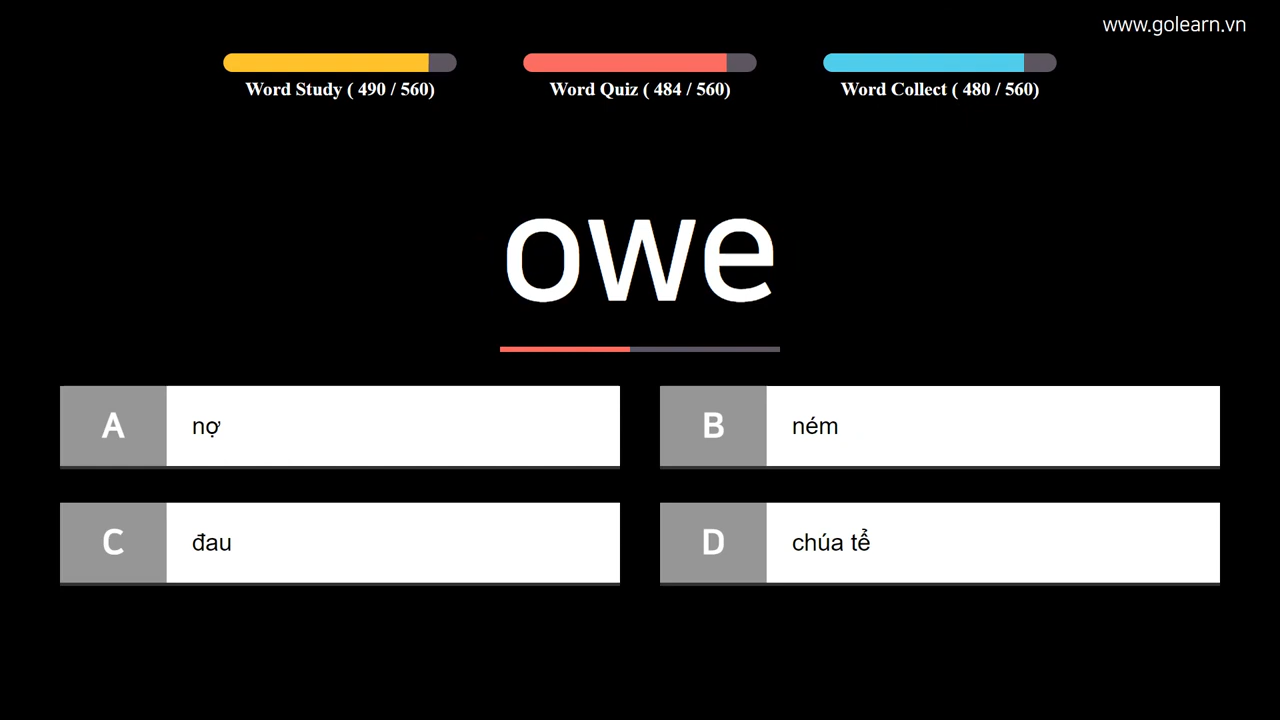 www.golearn.vn
Word Study ( 490 / 560)
Word Quiz ( 484 / 560)
Word Collect ( 480 / 560)
owe
A nợ
B ném
C đau
D chúa tể